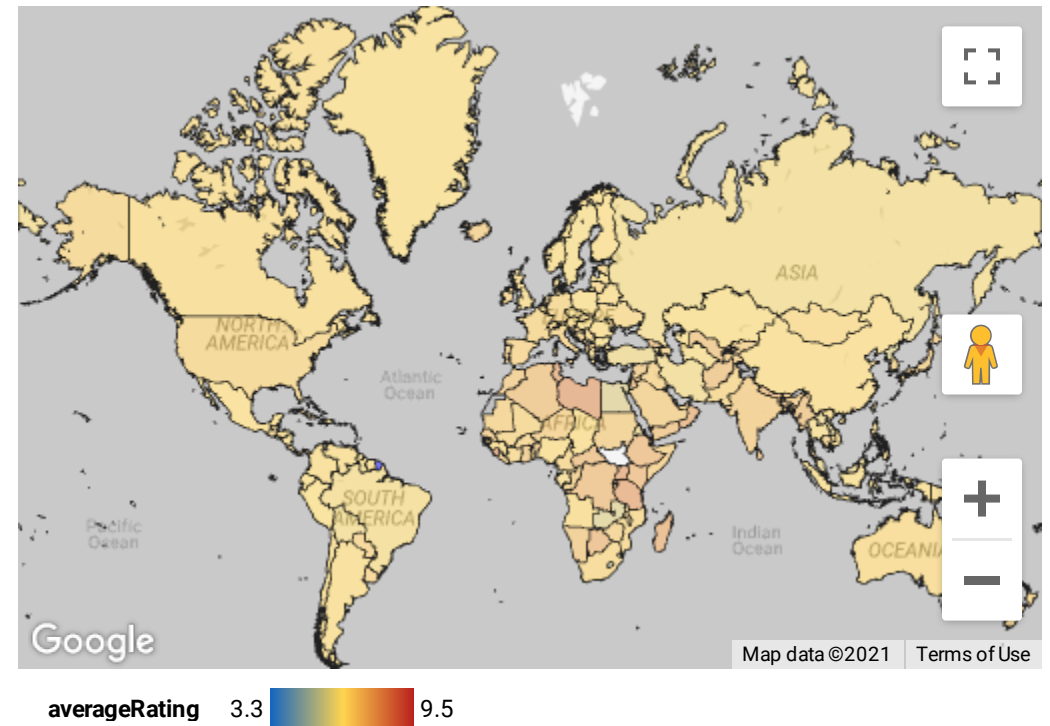 ASIA
NORTH
AMERICA
EUROPE
Atlantic
Ocean
AFRICA
SOUTH
AMERICA
Pacific
Ocean
Indian
Ocean
OCEANIA
Google
Map data ©2021 Terms of Use
averageRating 3.3 9.5